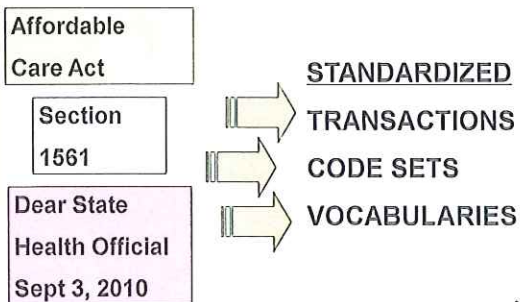 Affordable
Care Act
Section
1561
Dear State
Health Official
Sept 3, 2010
STANDARDIZED
TRANSACTIONS
CODE SETS
VOCABULARIES